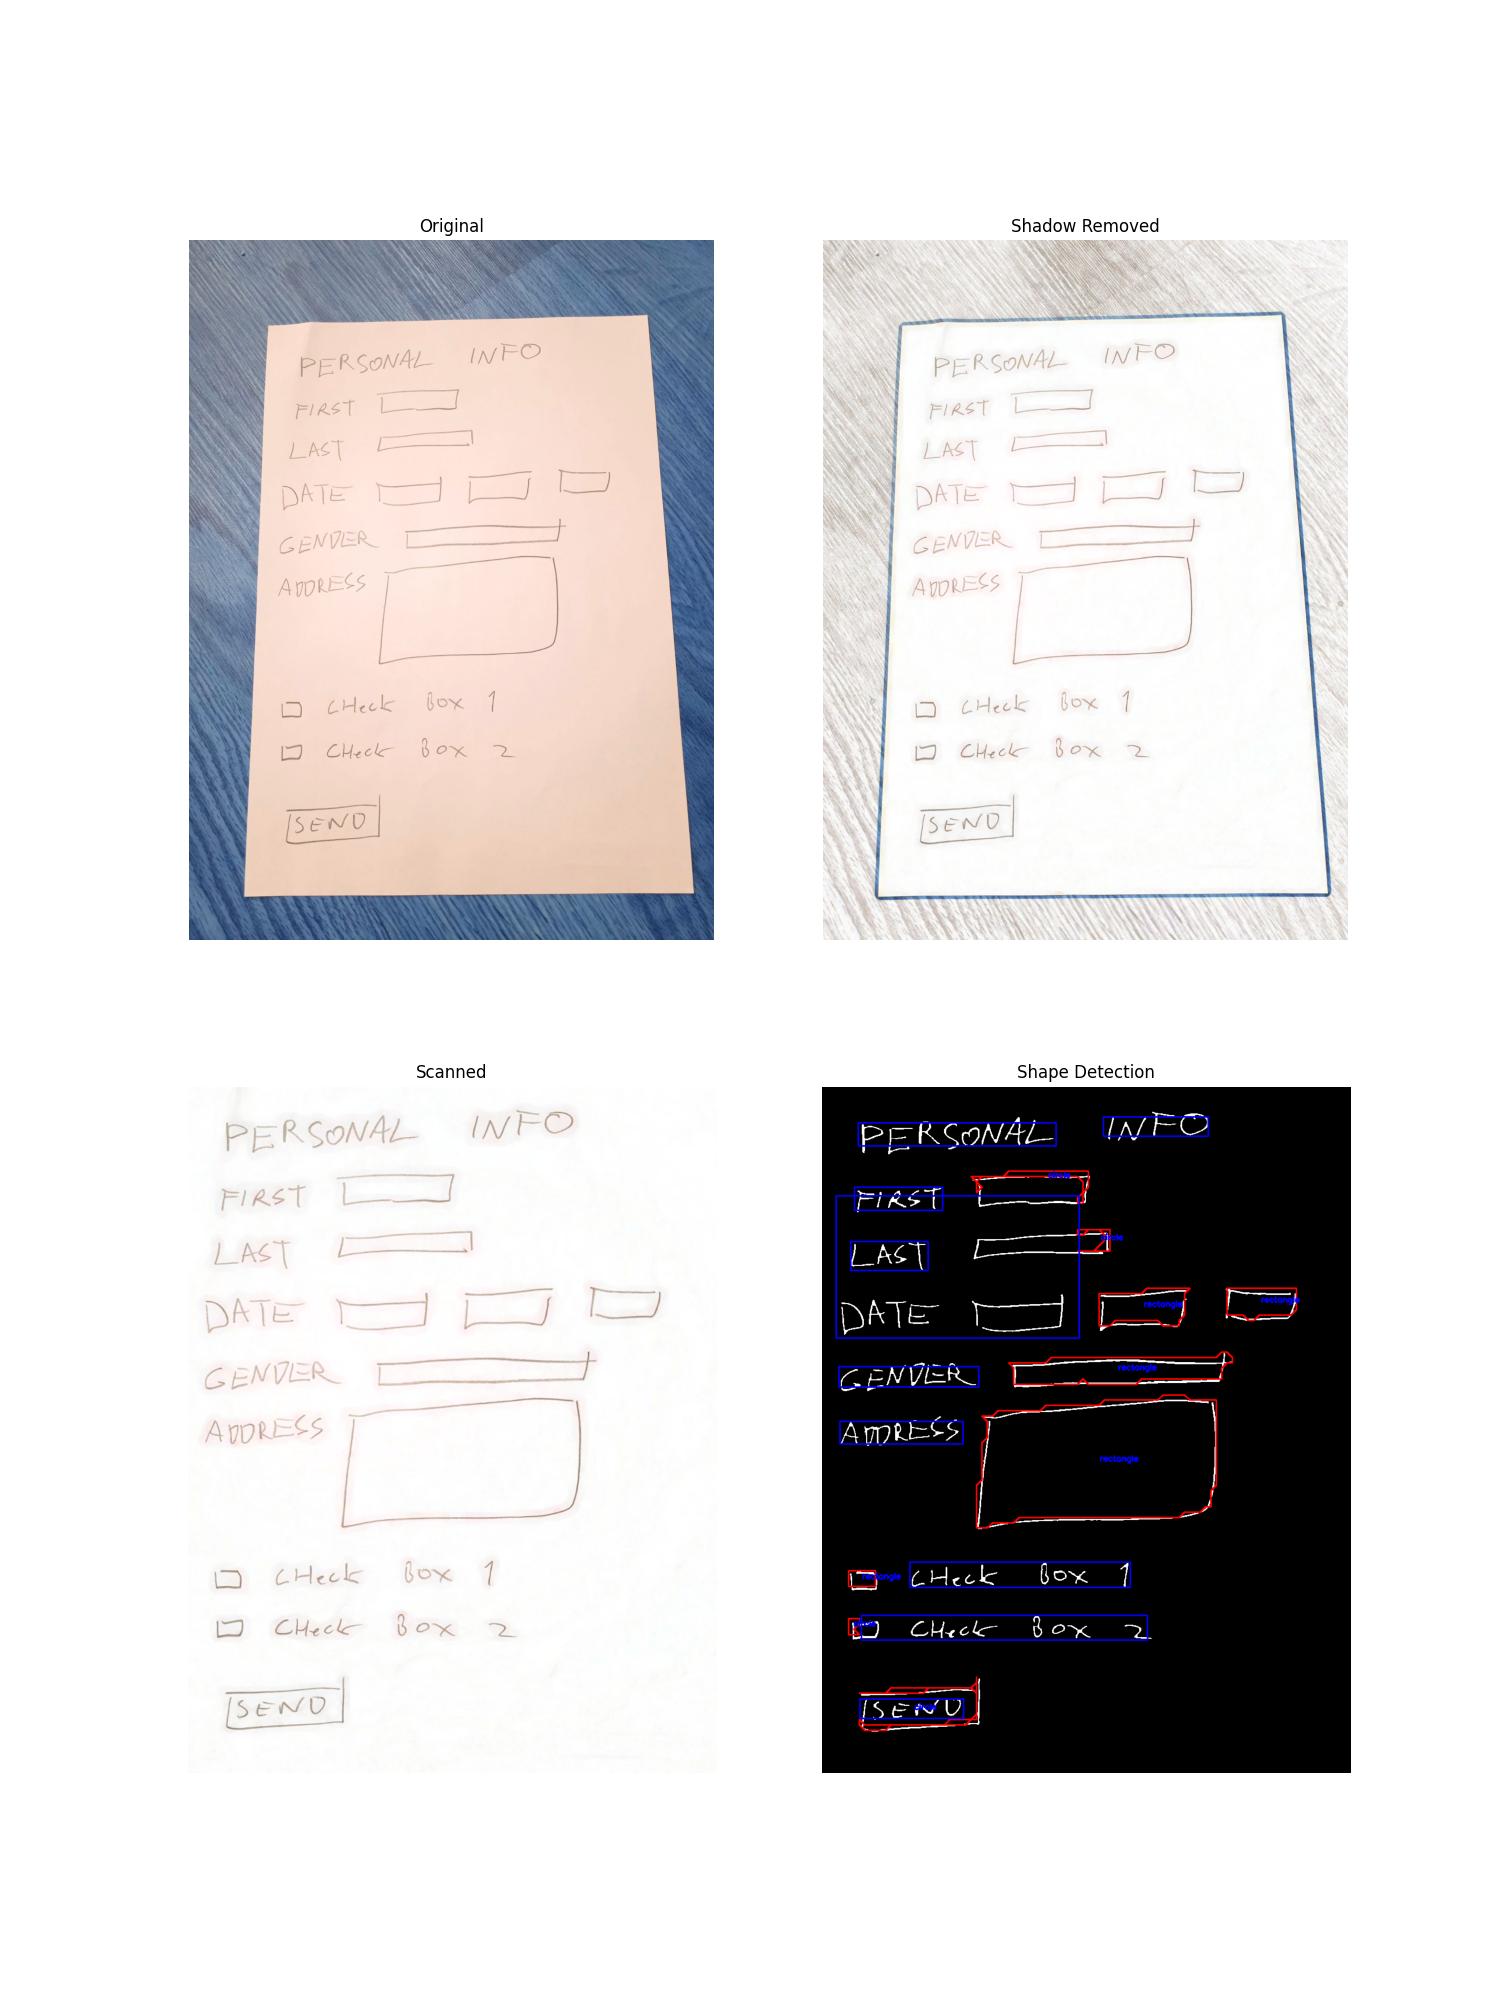 Original
PERSONAL INFO
FIRST
LAST
DATE
GENDER
ADDRESS
CHeck Box 1
CHeck Box 2
SEND
Shadow Removed
PERSONAL INFO
FIRST
LAST
DATE
GENDER
ADDRESS
CHeck Box 1
CHeck Box 2
SEND
Scanned
PERSONAL INFO
FIRST
LAST
DATE
GENDER
ADDRESS
CHeck Box 1
CHeck Box 2
SEND
Shape Detection
PERSONAL INFO
FIRST
LAST
DATE
rectangle rectangle
GENDER
rectangle
ADDRESS
rectangle
rectangle CHeck Box 1
CHeck Box 2
SEND